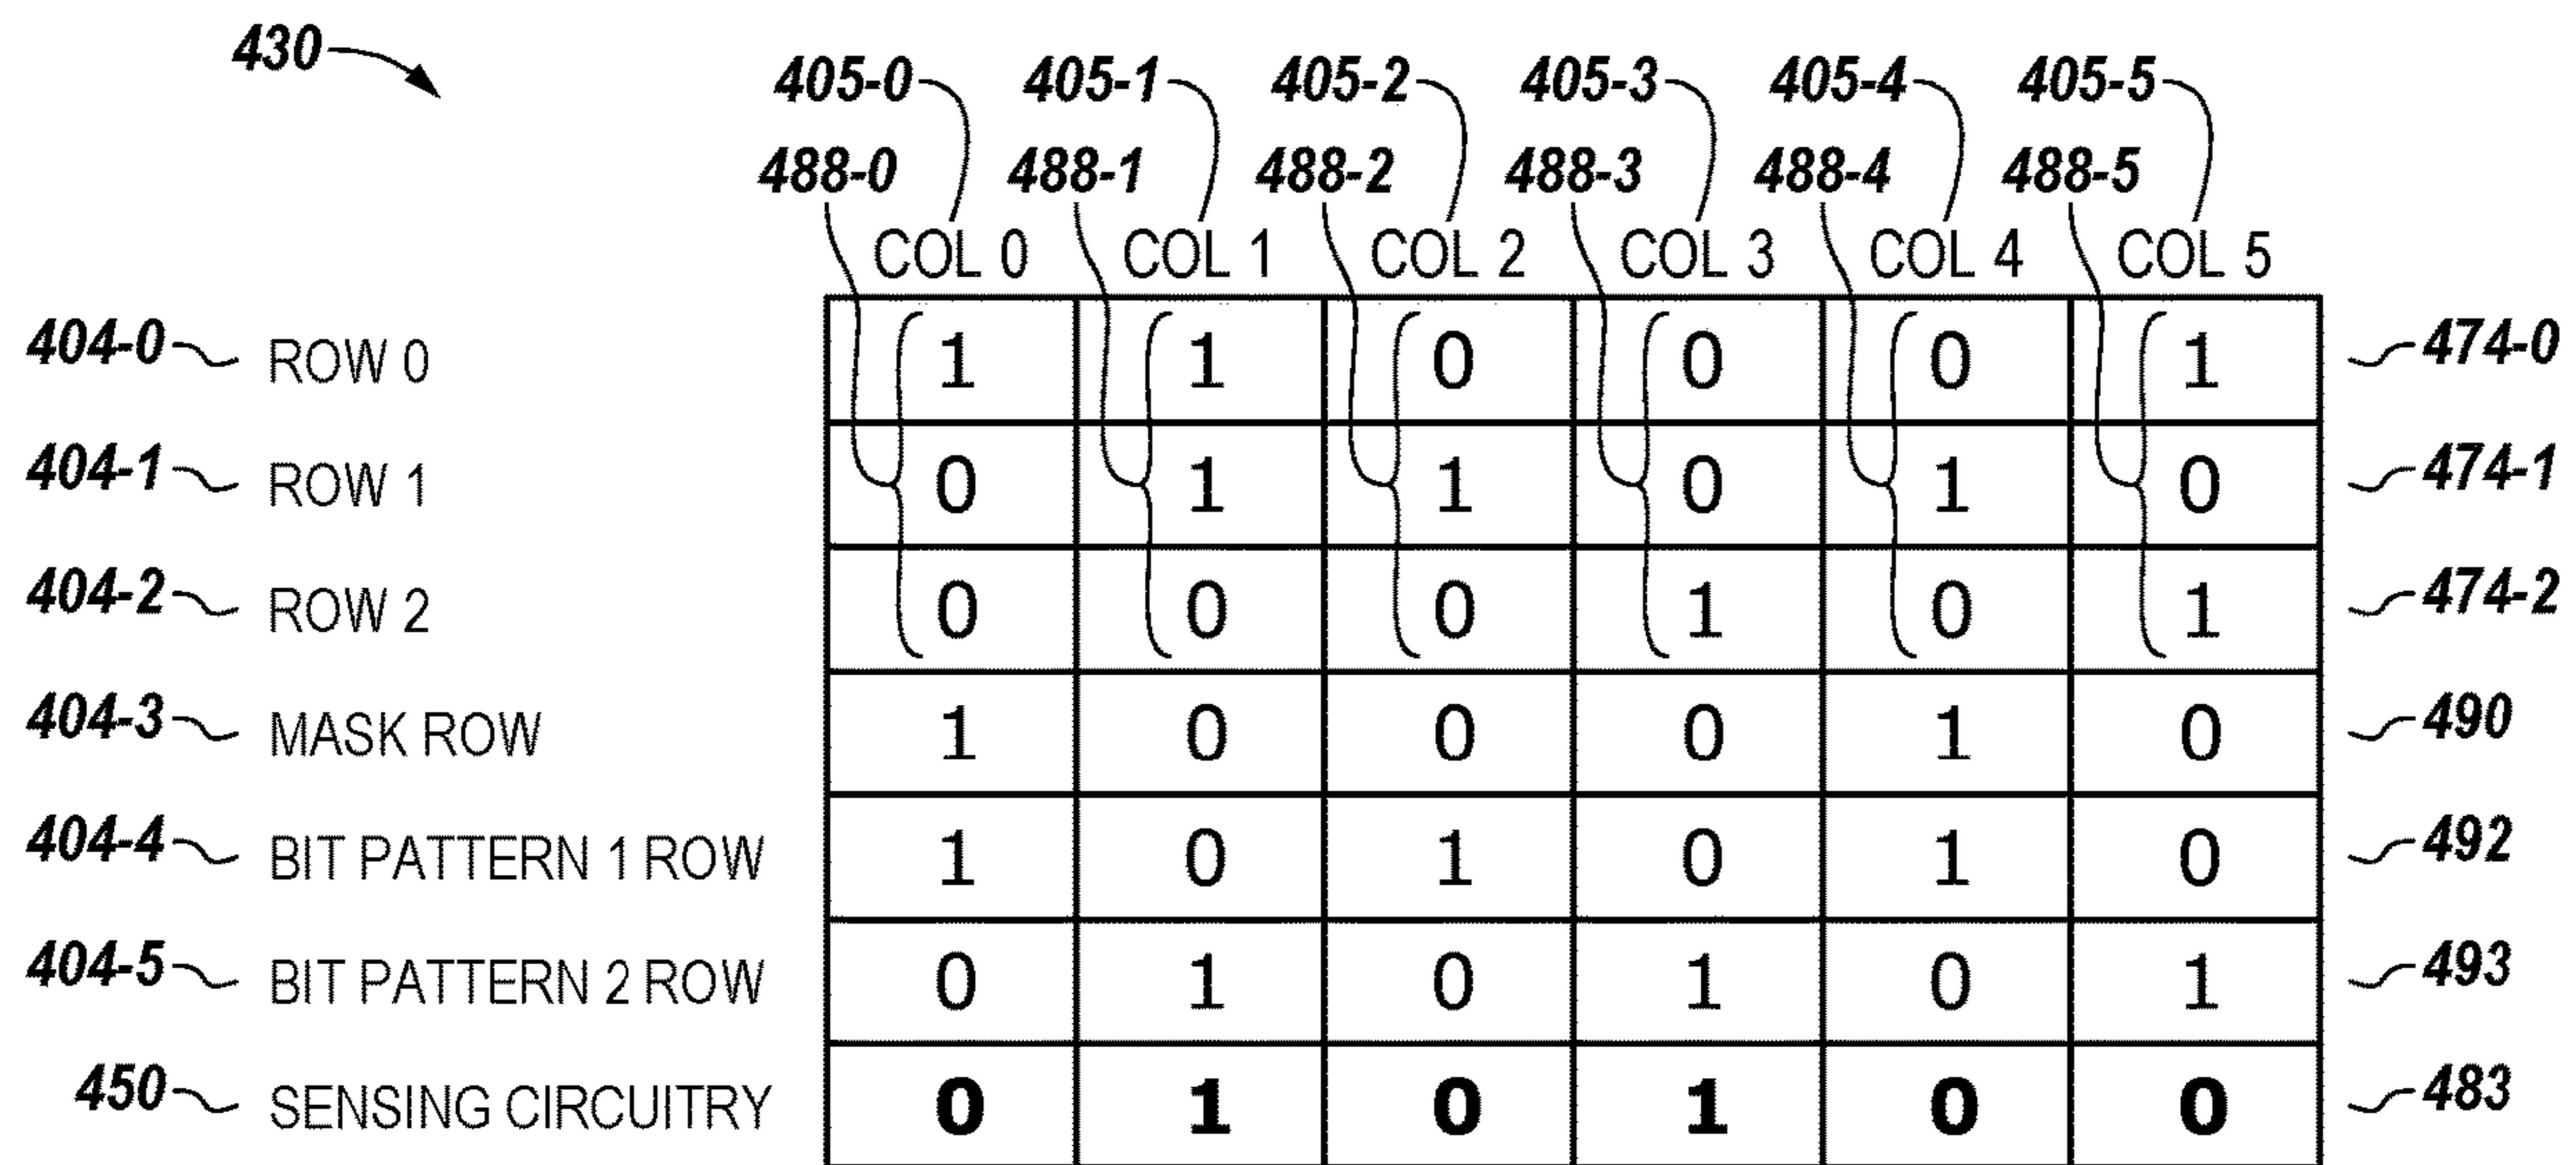 430
405-0 405-1 405-2 405-3 405-4 405-5
488-0 488-1 488-2 488-3 488-4 488-5
COL 0 COL 1 COL 2 COL 3 COL 4 COL 5
404-0 ROW 0 1 1 0 0 0 1 474-0
404-1 ROW 1 0 1 1 0 1 0 474-1
404-2 ROW 2 0 0 0 1 0 1 474-2
404-3 MASK ROW 1 0 0 0 1 0 490
404-4 BIT PATTERN 1 ROW 1 0 1 0 1 0 492
404-5 BIT PATTERN 2 ROW 0 1 0 1 0 1 493
450 SENSING CIRCUITRY 0 1 0 1 0 0 483